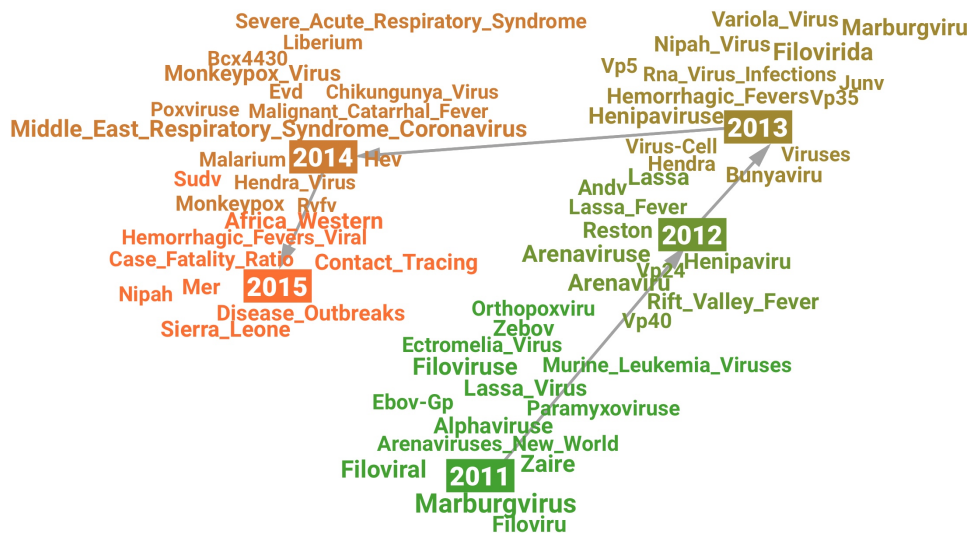 Severe_Acute_Respiratory_Syndrome
Liberium
Bcx4430
Monkeypox_Virus
Evd
Chikungunya_Virus
Poxviruse
Malignant_Catarrhal_Fever
Middle_East_Respiratory_Syndrome_Coronavirus
Malarium
2014
Hev
Sudv
Hendra_Virus
Monkeypox
Rvfv
Africa_Western
Hemorrhagic_Fevers_Viral
Case_Fatality_Ratio
Contact_Tracing
Nipah
Mer
2015
Disease_Outbreaks
Sierra_Leone
Variola_Virus
Marburgviru
Nipah_Virus
Filovirida
Vp5
Rna_Virus_Infections
Junv
Hemorrhagic_Fevers
Vp35
Henipaviruse
2013
Virus-Cell
Viruses
Hendra
Bunyaviru
Lassa
Andv
Lassa_Fever
Reston
2012
Arenaviruse
Vp24
Henipaviru
Arenaviru
Rift_Valley_Fever
Vp40
Orthopoxviru
Zebov
Ectromelia_Virus
Filoviruse
Murine_Leukemia_Viruses
Lassa_Virus
Ebov-Gp
Paramyxoviruse
Alphaviruse
Arenaviruses_New_World
Filoviral
2011
Zaire
Marburgvirus
Filoviru